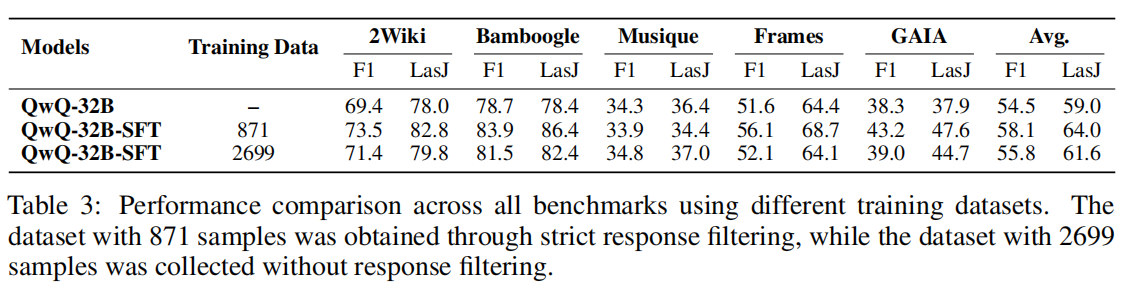 Models Training Data 2Wiki Bamboogle Musique Frames GAIA Avg.
F1 LasJ F1 LasJ F1 LasJ F1 LasJ F1 LasJ F1 LasJ
QwQ-32B – 69.4 78.0 78.7 78.4 34.3 36.4 51.6 64.4 38.3 37.9 54.5 59.0
QwQ-32B-SFT 871 73.5 82.8 83.9 86.4 33.9 34.4 56.1 68.7 43.2 47.6 58.1 64.0
QwQ-32B-SFT 2699 71.4 79.8 81.5 82.4 34.8 37.0 52.1 64.1 39.0 44.7 55.8 61.6
Table 3: Performance comparison across all benchmarks using different training datasets. The
dataset with 871 samples was obtained through strict response filtering, while the dataset with 2699
samples was collected without response filtering.